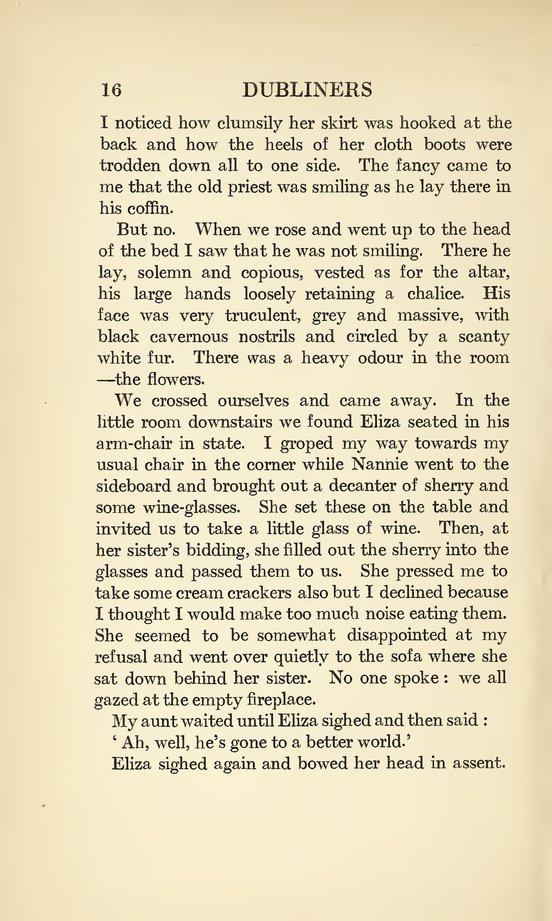 16 DUBLINERS
I noticed how clumsily her skirt was hooked at the
back and how the heels of her cloth boots were
trodden down all to one side. The fancy came to
me that the old priest was smiling as he lay there in
his coffin.
But no. When we rose and went up to the head
of the bed I saw that he was not smiling. There he
lay, solemn and copious, vested as for the altar,
his large hands loosely retaining a chalice. His
face was very truculent, grey and massive, with
black cavernous nostrils and circled by a scanty
white fur. There was a heavy odour in the room
—the flowers.
We crossed ourselves and came away. In the
little room downstairs we found Eliza seated in his
arm-chair in state. I groped my way towards my
usual chair in the corner while Nannie went to the
sideboard and brought out a decanter of sherry and
some wine-glasses. She set these on the table and
invited us to take a little glass of wine. Then, at
her sister's bidding, she filled out the sherry into the
glasses and passed them to us. She pressed me to
take some cream crackers also but I declined because
I thought I would make too much noise eating them.
She seemed to be somewhat disappointed at my
refusal and went over quietly to the sofa where she
sat down behind her sister. No one spoke : we all
gazed at the empty fireplace.
My aunt waited until Eliza sighed and then said :
‘ Ah, well, he's gone to a better world.’
Eliza sighed again and bowed her head in assent.